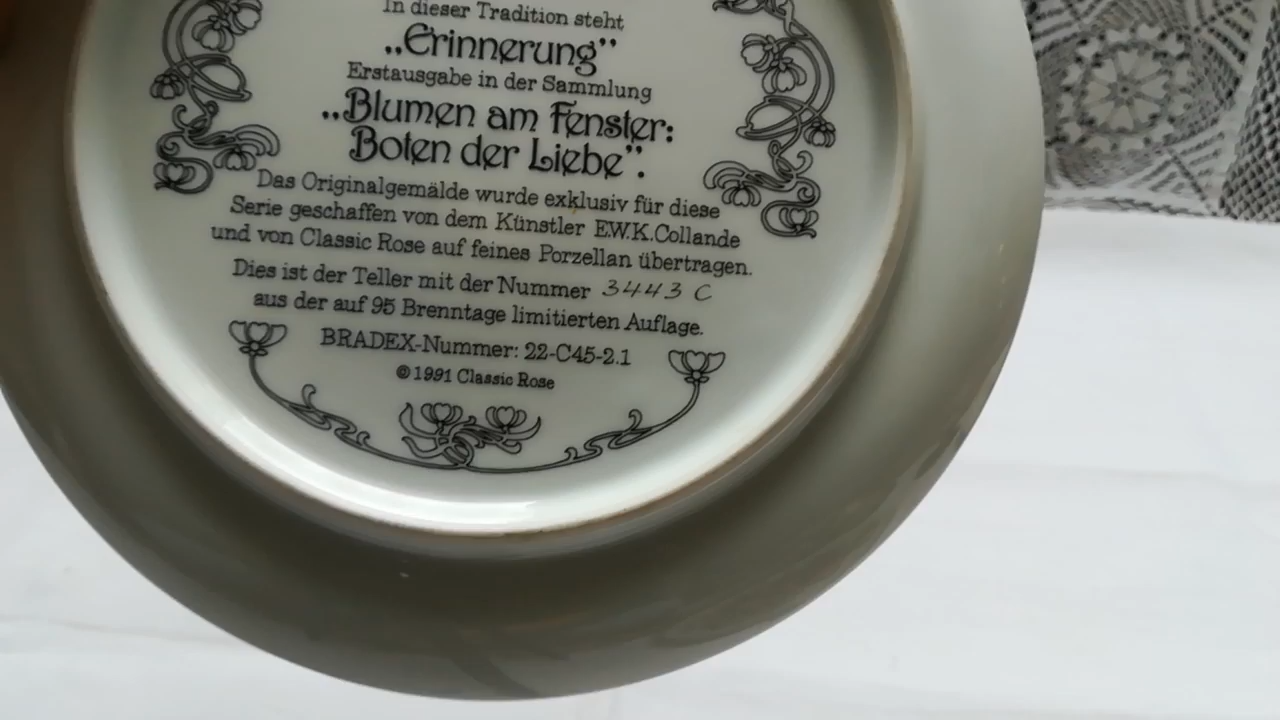 In dieser Tradition steht
„Erinnerung”
Erstausgabe in der Sammlung
„Blumen am Fenster:
Boten der Liebe”.
Das Originalgemälde wurde exklusiv für diese
Serie geschaffen von dem Künstler E.W.K.Collande
und von Classic Rose auf feines Porzellan übertragen.
Dies ist der Teller mit der Nummer 3443 C
aus der auf 95 Brenntage limitierten Auflage.
BRADEX-Nummer: 22-C45-2.1
©1991 Classic Rose